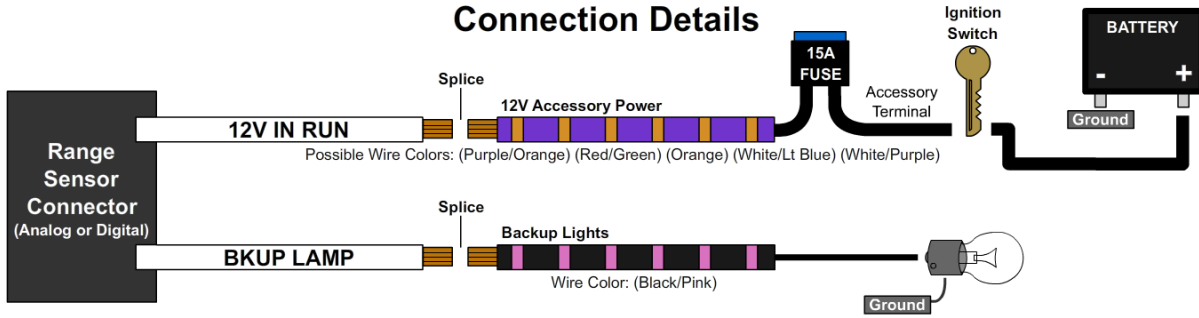 Connection Details
Ignition
Switch
BATTERY
- +
15A
FUSE
Splice
12V Accessory Power
Accessory
Terminal
Ground
12V IN RUN
Possible Wire Colors: (Purple/Orange) (Red/Green) (Orange) (White/Lt Blue) (White/Purple)
Range
Sensor
Connector
(Analog or Digital)
Splice
Backup Lights
BKUP LAMP
Wire Color: (Black/Pink)
Ground